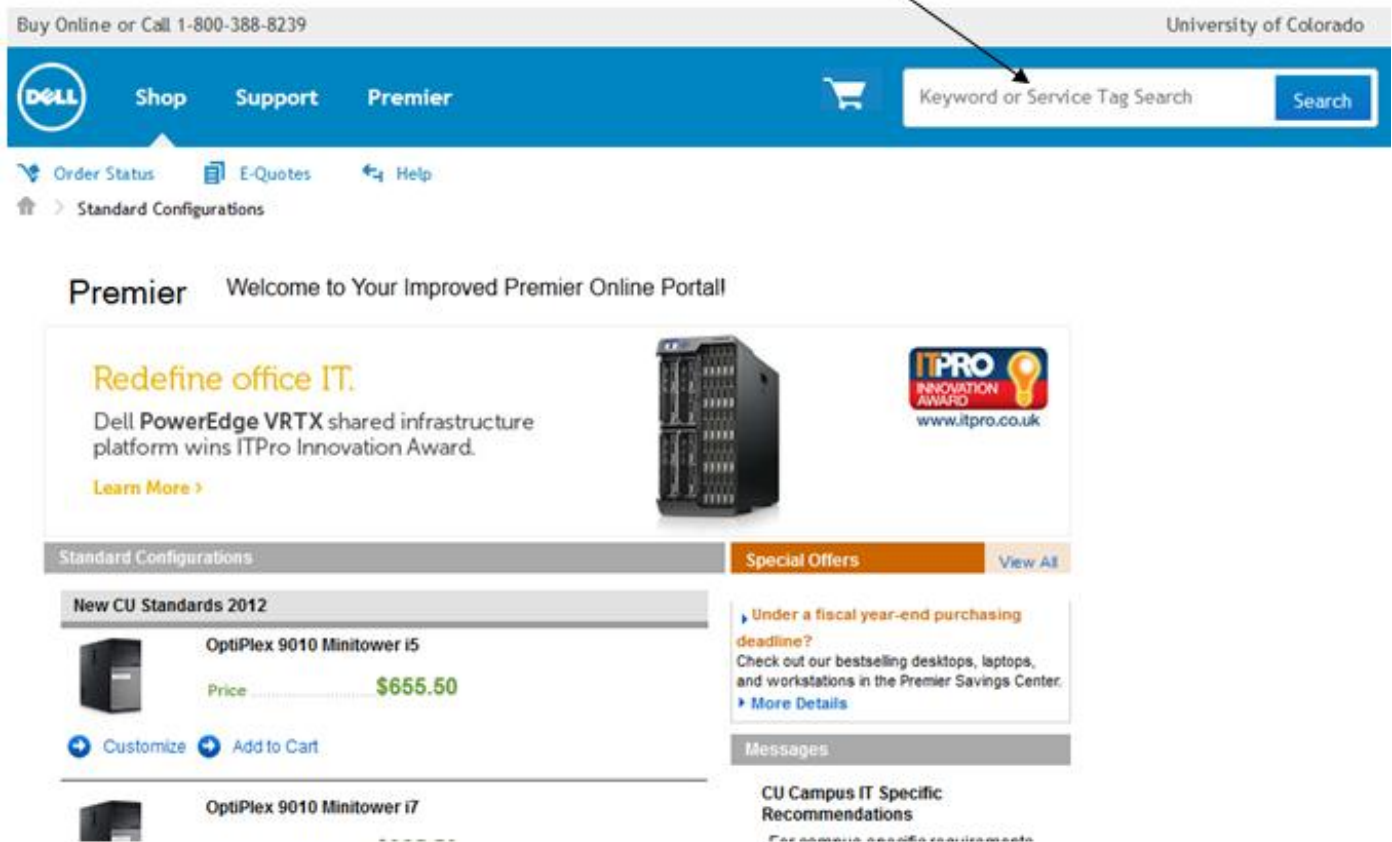 Buy Online or Call 1-800-388-8239
University of Colorado
DELL
Shop
Support
Premier
Keyword or Service Tag Search
Search
Order Status
E-Quotes
Help
Standard Configurations
Premier
Welcome to Your Improved Premier Online Portal!
Redefine office IT.
Dell PowerEdge VRTX shared infrastructure
platform wins ITPro Innovation Award.
Learn More >
ITPRO
INNOVATION
AWARD
www.itpro.co.uk
Standard Configurations
New CU Standards 2012
OptiPlex 9010 Minitower i5
Price ........................ $655.50
Customize
Add to Cart
OptiPlex 9010 Minitower i7
Special Offers
View All
Under a fiscal year-end purchasing
deadline?
Check out our bestselling desktops, laptops,
and workstations in the Premier Savings Center.
More Details
Messages
CU Campus IT Specific
Recommendations
For campus specific requirements